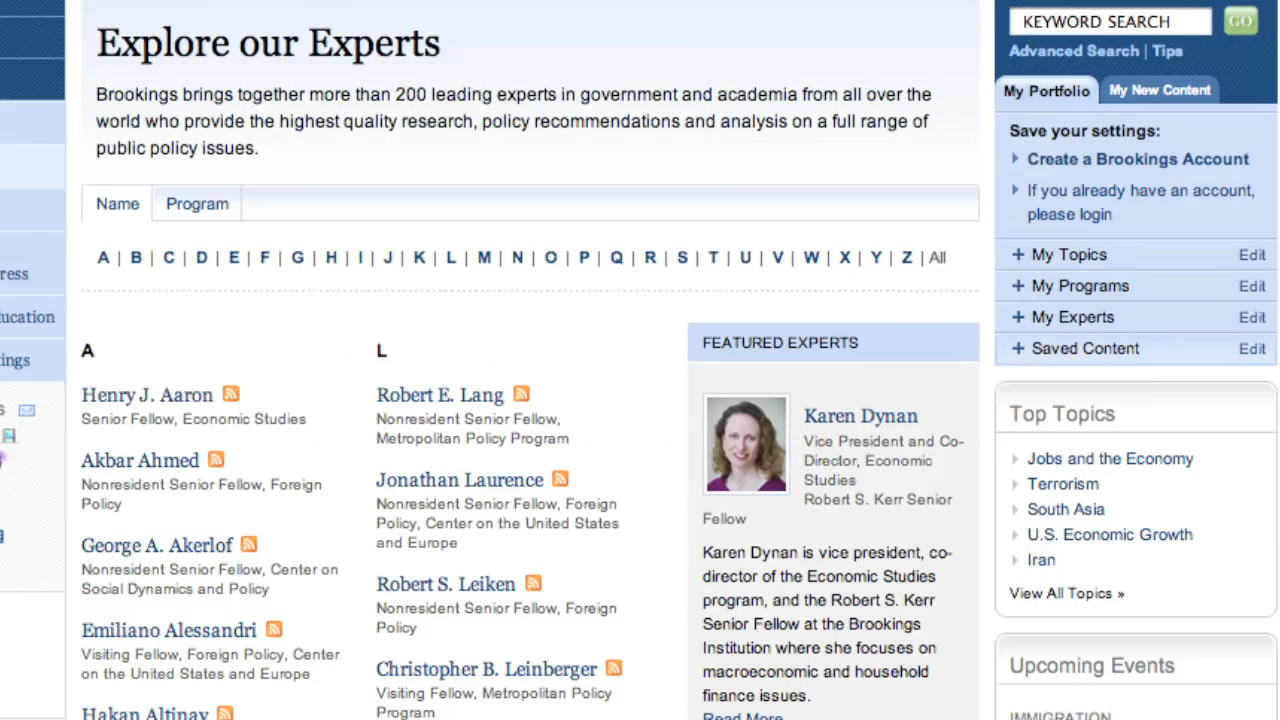 Explore our Experts
Brookings brings together more than 200 leading experts in government and academia from all over the
world who provide the highest quality research, policy recommendations and analysis on a full range of
public policy issues.
Name Program
A | B | C | D | E | F | G | H | I | J | K | L | M | N | O | P | Q | R | S | T | U | V | W | X | Y | Z | All
A
Henry J. Aaron
Senior Fellow, Economic Studies
Akbar Ahmed
Nonresident Senior Fellow, Foreign
Policy
George A. Akerlof
Nonresident Senior Fellow, Center on
Social Dynamics and Policy
Emiliano Alessandri
Visiting Fellow, Foreign Policy, Center
on the United States and Europe
Hakan Altinay
L
Robert E. Lang
Nonresident Senior Fellow,
Metropolitan Policy Program
Jonathan Laurence
Nonresident Senior Fellow, Foreign
Policy, Center on the United States
and Europe
Robert S. Leiken
Nonresident Senior Fellow, Foreign
Policy
Christopher B. Leinberger
Visiting Fellow, Metropolitan Policy
Program
FEATURED EXPERTS
Karen Dynan
Vice President and Co-
Director, Economic
Studies
Robert S. Kerr Senior
Fellow
Karen Dynan is vice president, co-
director of the Economic Studies
program, and the Robert S. Kerr
Senior Fellow at the Brookings
Institution where she focuses on
macroeconomic and household
finance issues.
Read More
KEYWORD SEARCH GO
Advanced Search | Tips
My Portfolio My New Content
Save your settings:
Create a Brookings Account
If you already have an account,
please login
+ My Topics Edit
+ My Programs Edit
+ My Experts Edit
+ Saved Content Edit
Top Topics
Jobs and the Economy
Terrorism
South Asia
U.S. Economic Growth
Iran
View All Topics »
Upcoming Events
IMMIGRATION
ress
ucation
ings